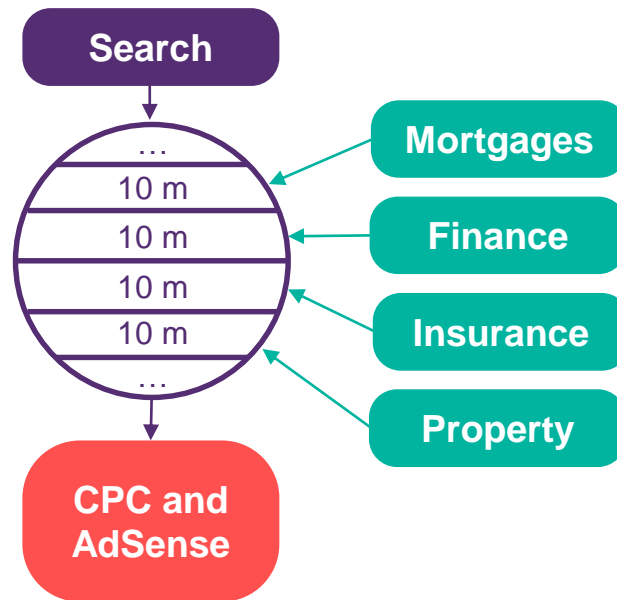 Search
…
10 m
10 m
10 m
10 m
…
Mortgages
Finance
Insurance
Property
CPC and
AdSense